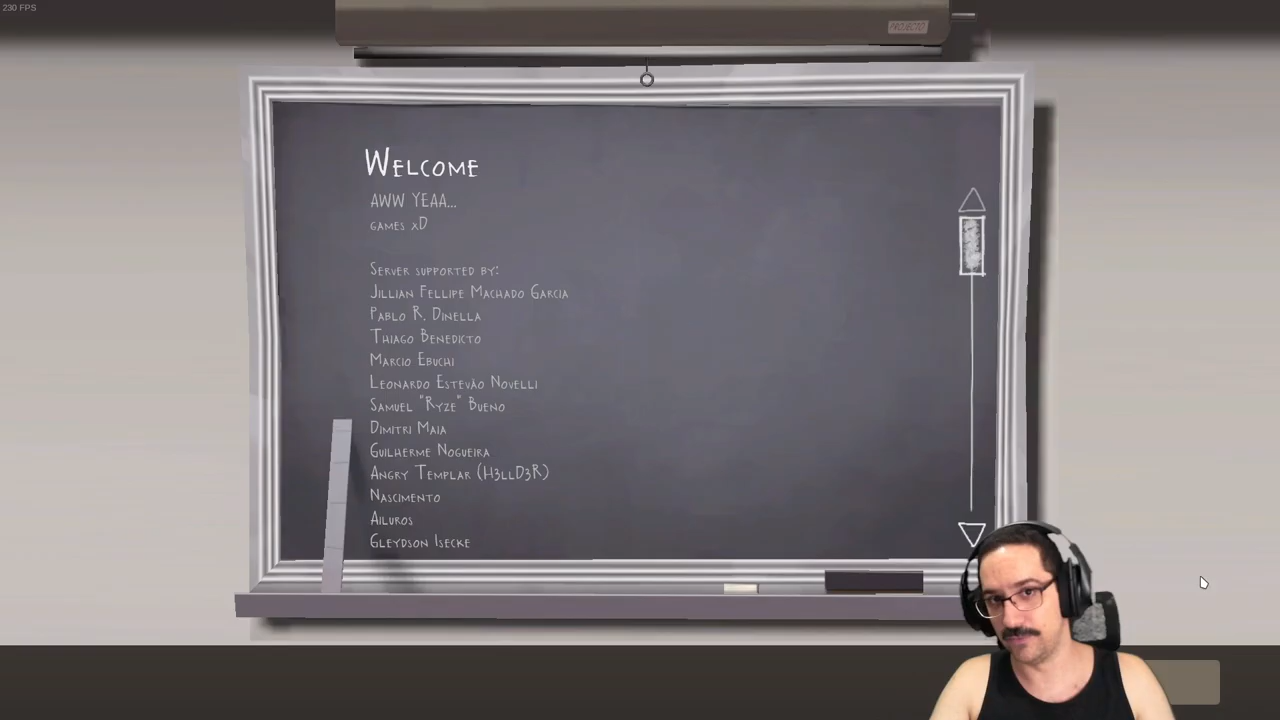 230 FPS
PROJECTO
Welcome
AWW YEAA...
games xD
Server supported by:
Jillian Fellipe Machado Garcia
Pablo R. Dinella
Thiago Benedicto
Marcio Ebuchi
Leonardo Estevão Novelli
Samuel "Ryze" Bueno
Dimitri Maia
Guilherme Nogueira
Angry Templar (H3llD3R)
Nascimento
Ailuros
Gleydson Isecke